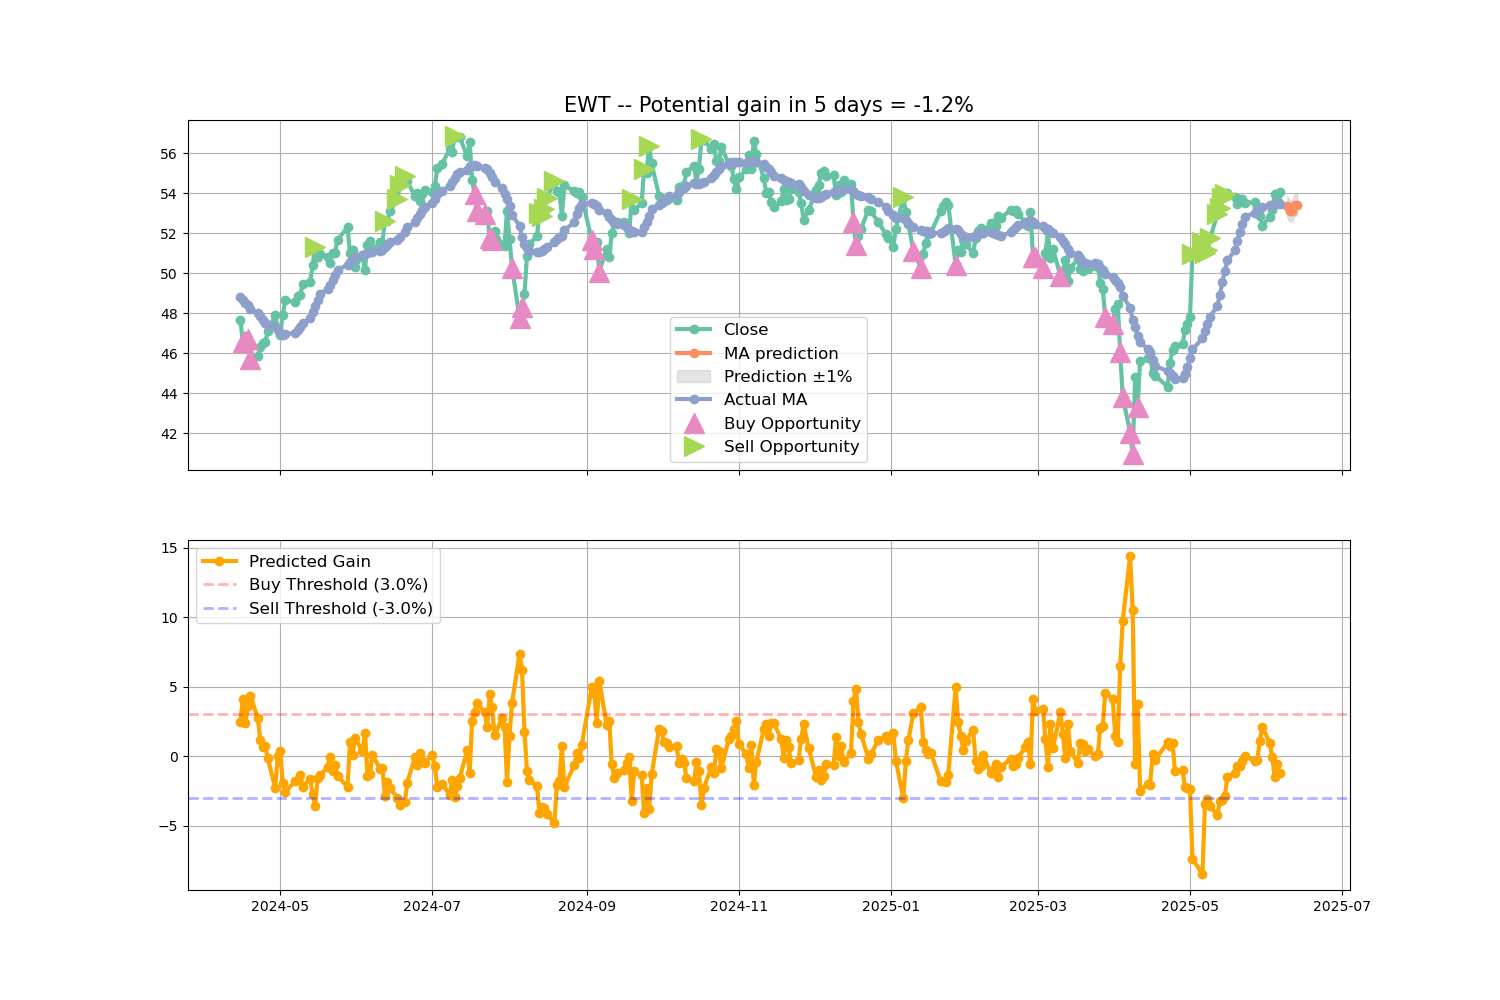 EWT -- Potential gain in 5 days = -1.2%
56
54
52
50
48
46
44
42
Close
MA prediction
Prediction ±1%
Actual MA
Buy Opportunity
Sell Opportunity
15
10
5
0
−5
Predicted Gain
Buy Threshold (3.0%)
Sell Threshold (-3.0%)
2024-05 2024-07 2024-09 2024-11 2025-01 2025-03 2025-05 2025-07